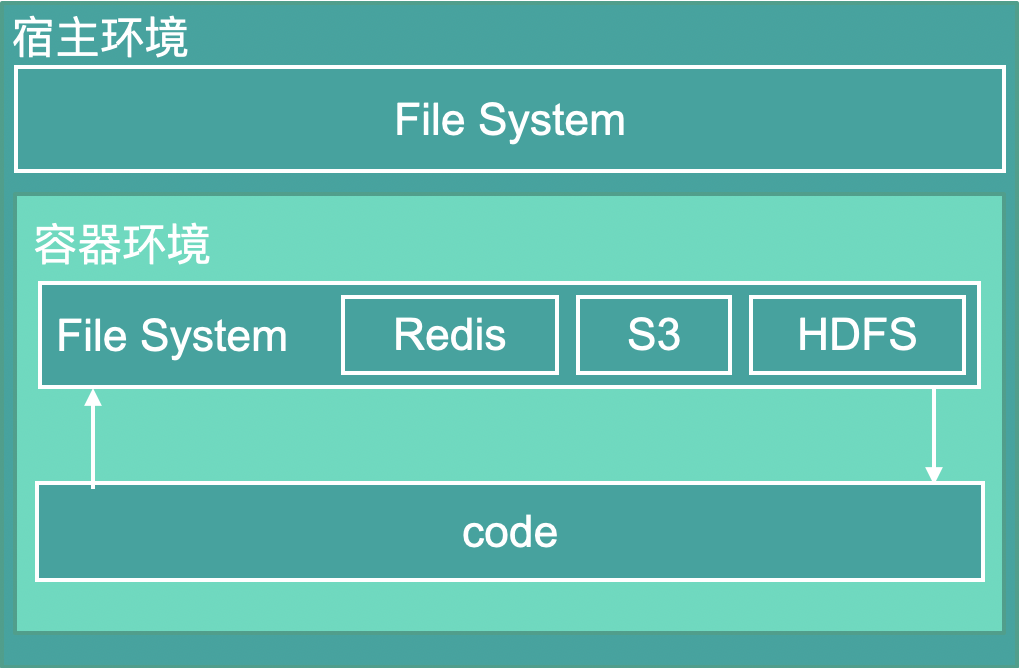 宿主环境
File System
容器环境
File System Redis S3 HDFS
code